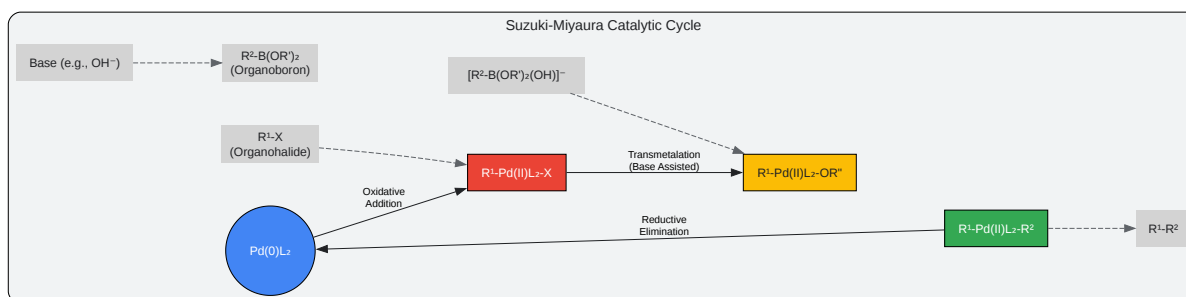 Suzuki-Miyaura Catalytic Cycle
Base (e.g., OH⁻)
R²-B(OR')₂
(Organoboron)
[R²-B(OR')₂(OH)]⁻
R¹-X
(Organohalide)
R¹-Pd(II)L₂-X
Transmetalation
(Base Assisted)
R¹-Pd(II)L₂-OR"
Oxidative
Addition
Pd(0)L₂
Reductive
Elimination
R¹-Pd(II)L₂-R²
R¹-R²